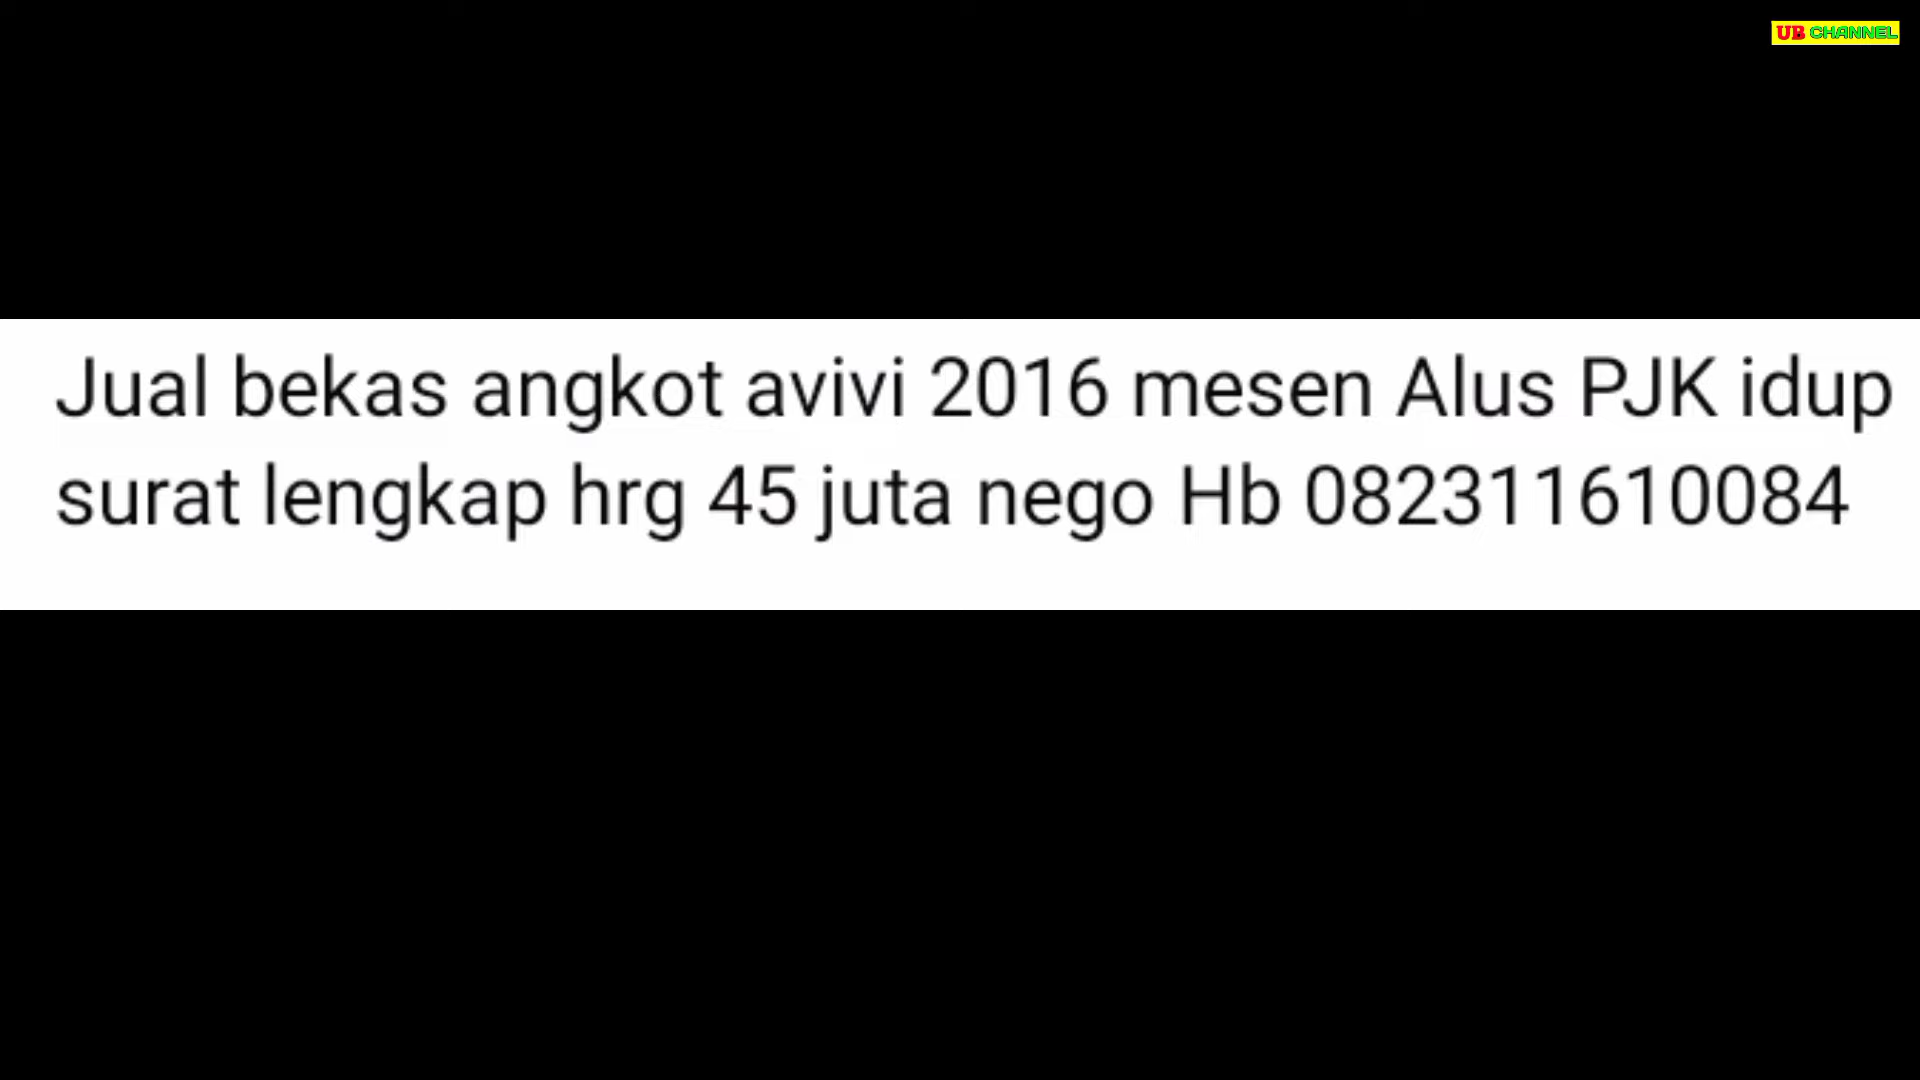 UB CHANNEL
Jual bekas angkot avivi 2016 mesen Alus PJK idup
surat lengkap hrg 45 juta nego Hb 082311610084